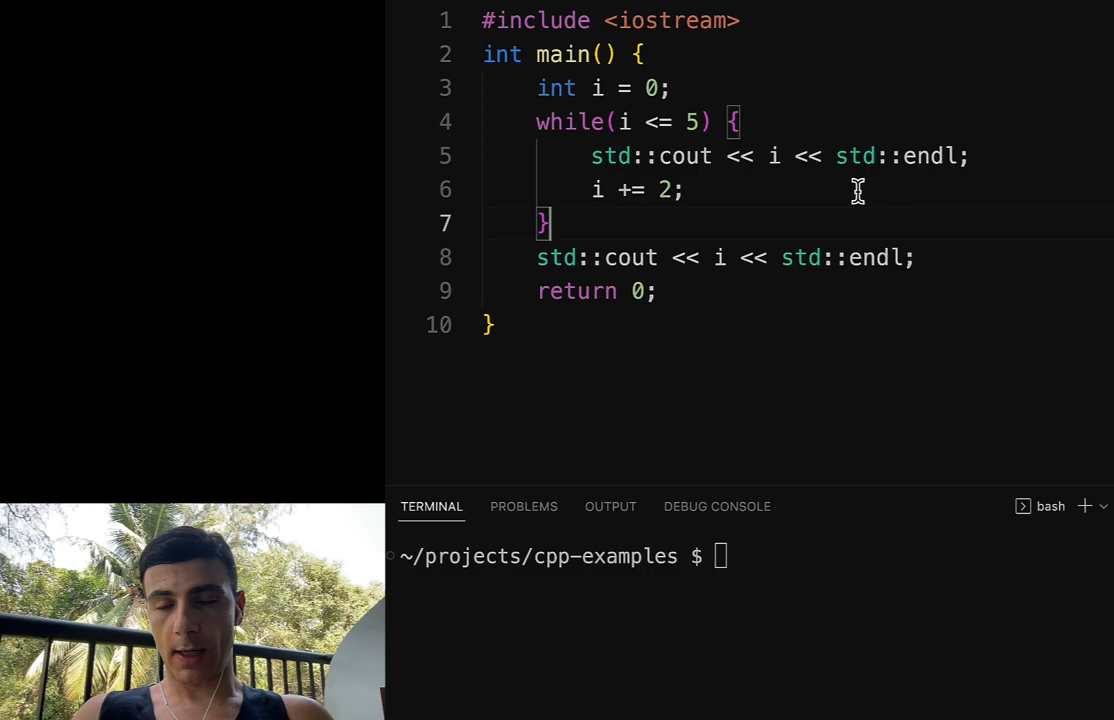 1 #include <iostream>
2 int main() {
3 int i = 0;
4 while(i <= 5) {
5 std::cout << i << std::endl;
6 i += 2;
7 }
8 std::cout << i << std::endl;
9 return 0;
10 }
TERMINAL PROBLEMS OUTPUT DEBUG CONSOLE bash
~/projects/cpp-examples $